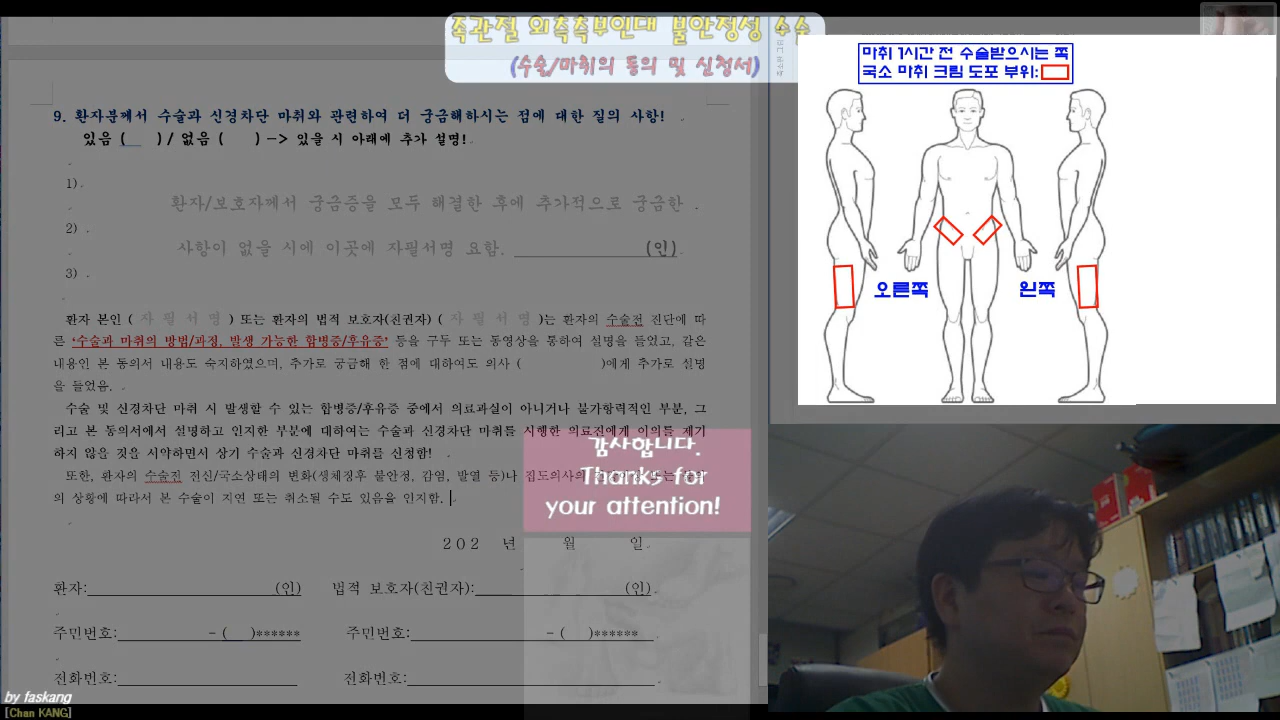 족관절 외측측부인대 불안정성 수술
(수술/마취의 동의 및 신청서)
마취 1시간 전 수술받으시는 쪽
국소 마취 크림 도포 부위:
오른쪽
왼쪽
9. 환자분께서 수술과 신경차단 마취와 관련하여 더 궁금해하시는 점에 대한 질의 사항!
있음 ( ) / 없음 ( ) -> 있을 시 아래에 추가 설명!
1)
환자/보호자께서 궁금증을 모두 해결한 후에 추가적으로 궁금한
2)
사항이 없을 시에 이곳에 자필서명 요함. (인)
3)
환자 본인 ( 자 필 서 명 ) 또는 환자의 법적 보호자(친권자) ( 자 필 서 명 )는 환자의 수술전 진단에 따
른 '수술과 마취의 방법/과정, 발생 가능한 합병증/후유증' 등을 구두 또는 동영상을 통하여 설명을 들었고, 같은
내용인 본 동의서 내용도 숙지하였으며, 추가로 궁금해 한 점에 대하여도 의사 ( )에게 추가로 설명
을 들었음.
수술 및 신경차단 마취 시 발생할 수 있는 합병증/후유증 중에서 의료과실이 아니거나 불가항력적인 부분, 그
리고 본 동의서에서 설명하고 인지한 부분에 대하여는 수술과 신경차단 마취를 시행한 의료진에게 이의를 제기
하지 않을 것을 서약하면서 상기 수술과 신경차단 마취를 신청함!
또한, 환자의 수술직전 전신/국소상태의 변화(생체징후 불안정, 감염, 발열 등)나 집도의사의
의 상황에 따라서 본 수술이 지연 또는 취소될 수도 있음을 인지함.
감사합니다.
Thanks for
your attention!
202 년 월 일
환자: (인) 법적 보호자(친권자): (인)
주민번호: - ( )****** 주민번호: - ( )******
전화번호: 전화번호:
by faskang
[Chan KANG]